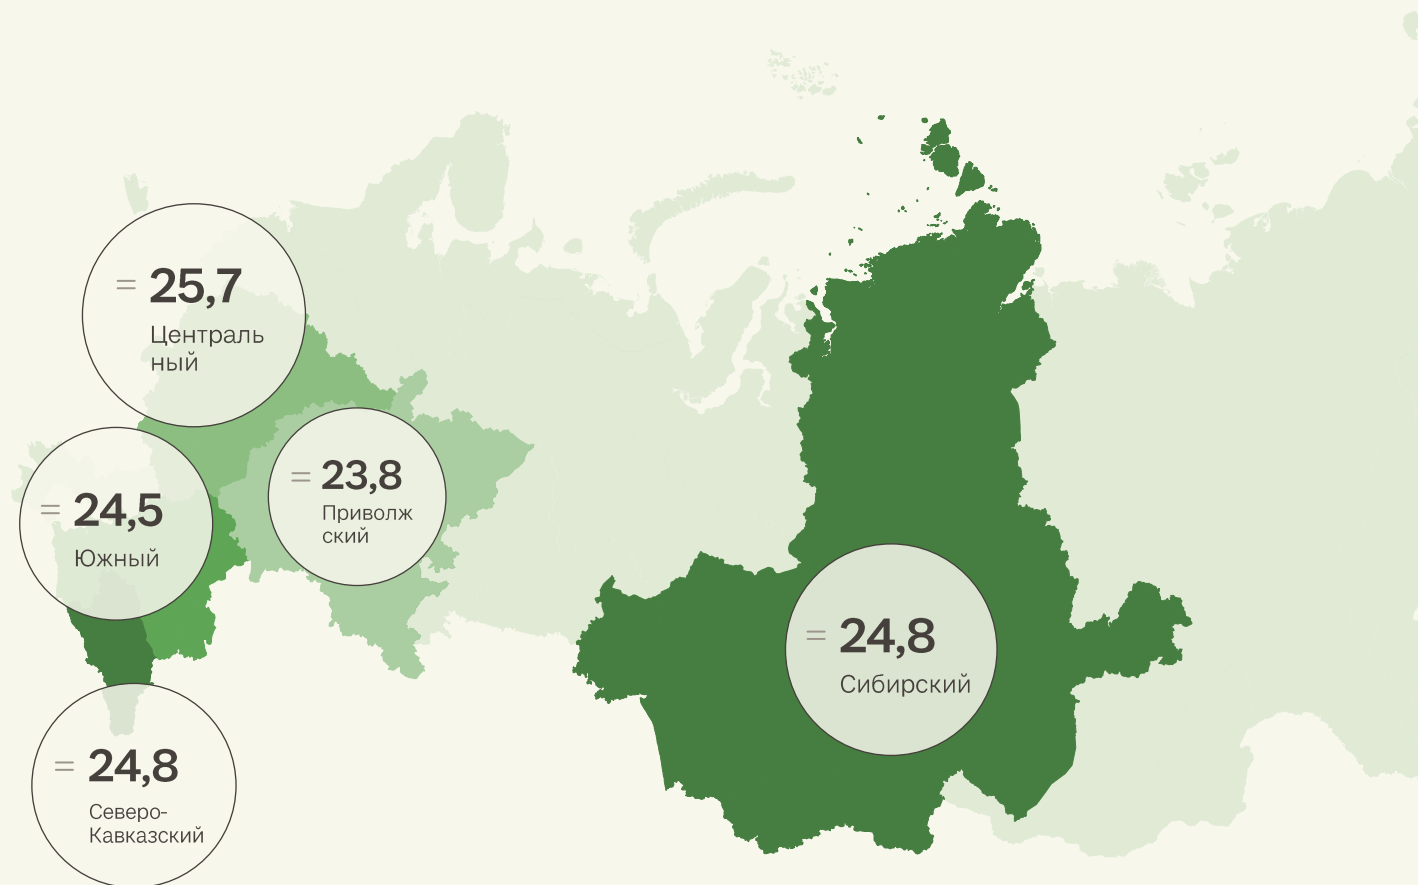 = 25,7
Централь
ный
= 23,8
Приволж
ский
= 24,5
Южный
= 24,8
Сибирский
= 24,8
Северо-
Кавказский